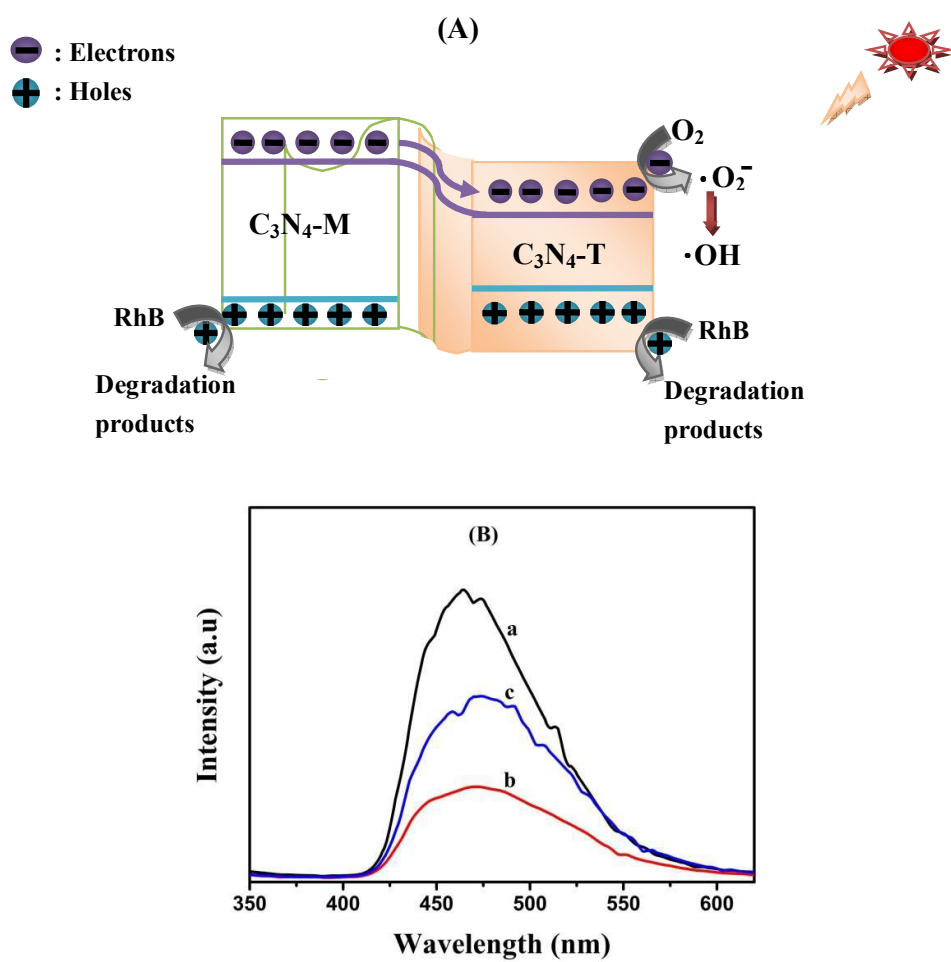 (A)
: Electrons
: Holes
O₂
·O₂⁻
·OH
C₃N₄-M
C₃N₄-T
RhB
RhB
Degradation
products
Degradation
products
(B)
a
c
b
Intensity (a.u)
350 400 450 500 550 600
Wavelength (nm)